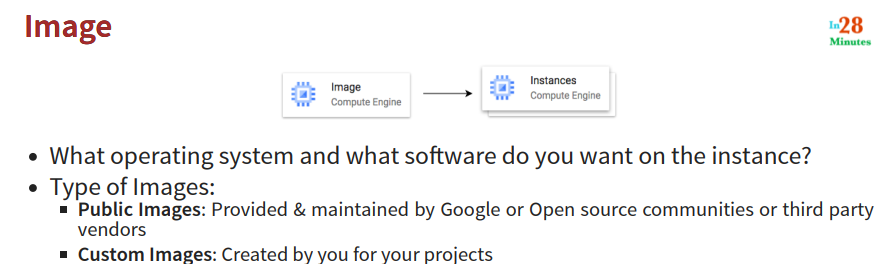 Image
In28
Minutes
Image
Compute Engine
Instances
Compute Engine
• What operating system and what software do you want on the instance?
• Type of Images:
▪ Public Images: Provided & maintained by Google or Open source communities or third party
vendors
▪ Custom Images: Created by you for your projects